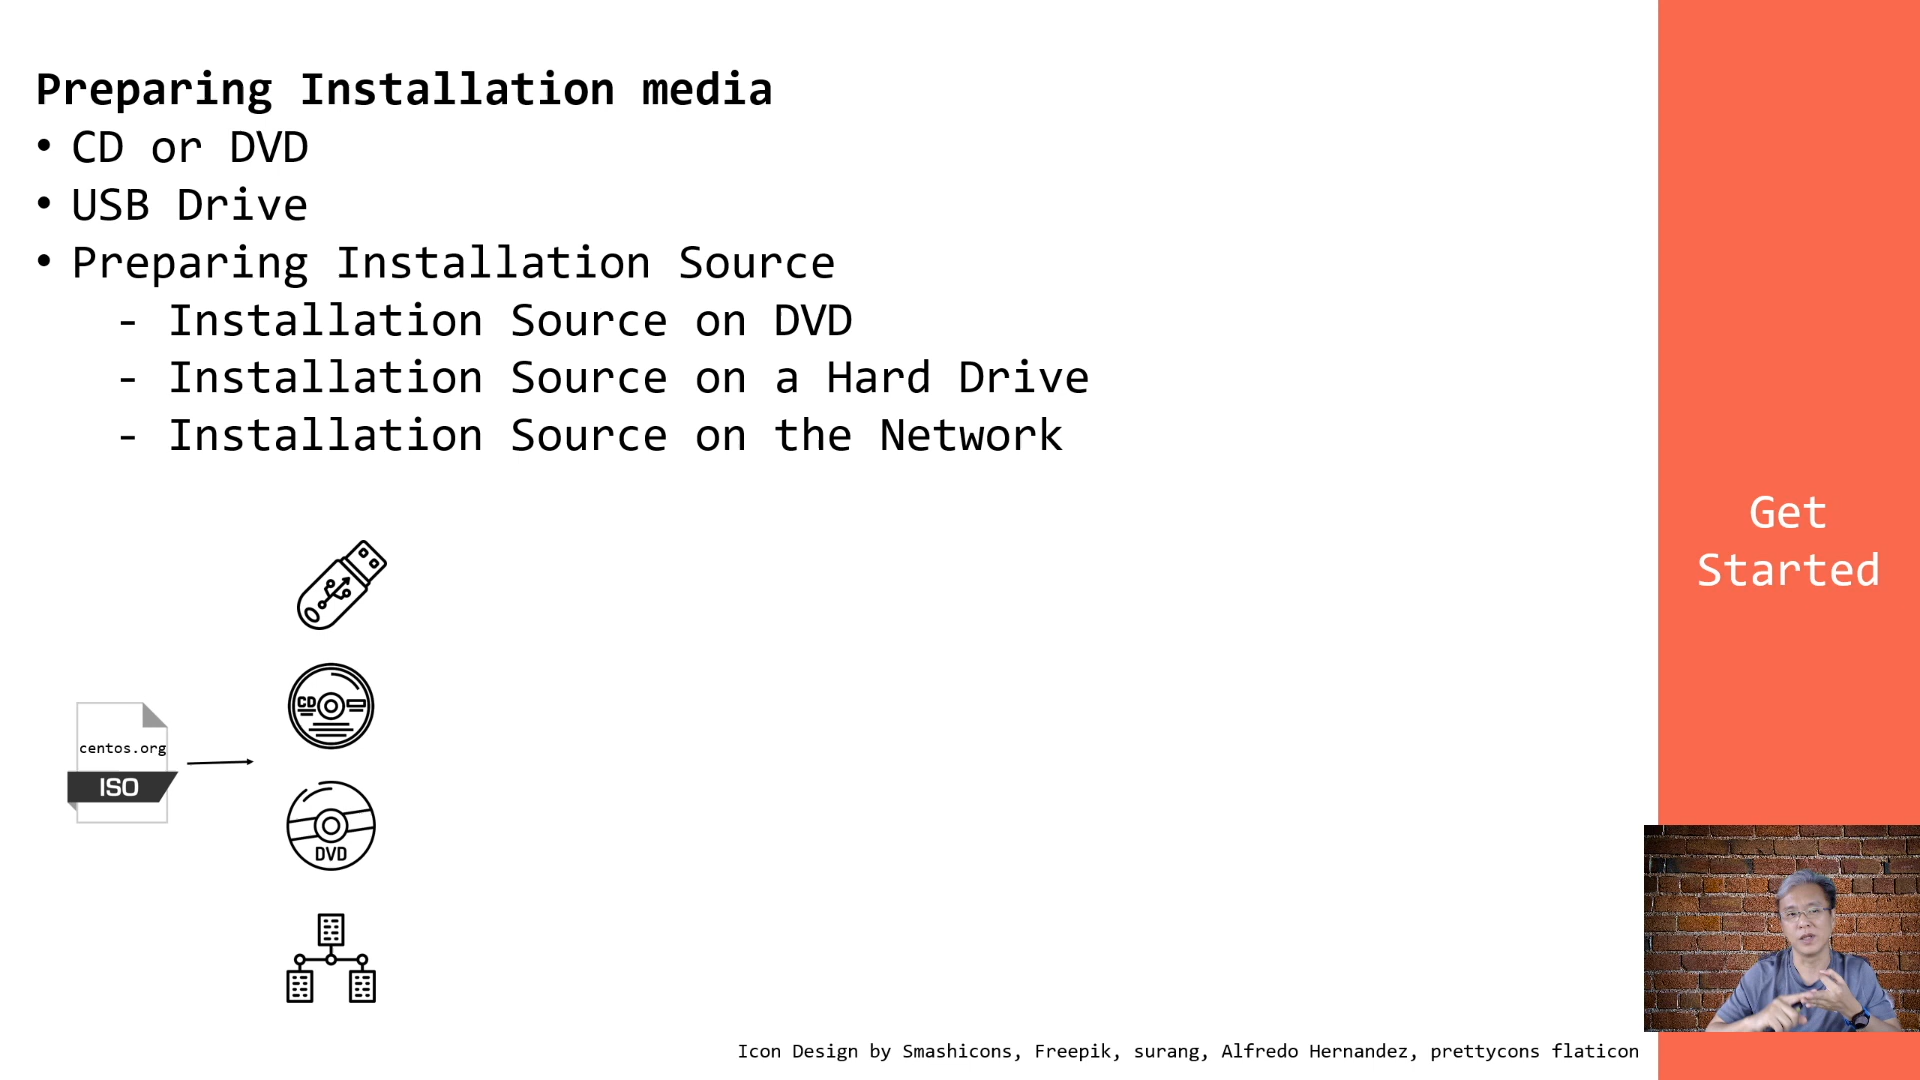 Preparing Installation media
• CD or DVD
• USB Drive
• Preparing Installation Source
- Installation Source on DVD
- Installation Source on a Hard Drive
- Installation Source on the Network
Get
Started
CD
centos.org
ISO
DVD
Icon Design by Smashicons, Freepik, surang, Alfredo Hernandez, prettycons flaticon